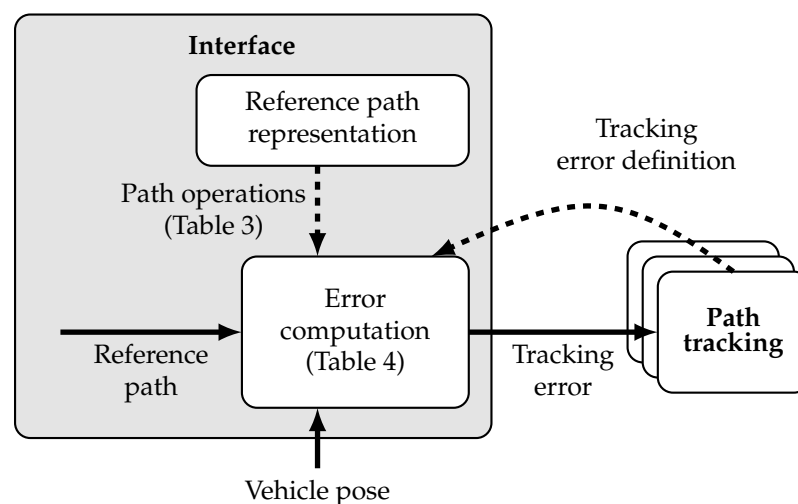 Interface
Reference path
representation
Tracking
error definition
Path operations
(Table 3)
Error
computation
(Table 4)
Path
tracking
Reference
path
Tracking
error
Vehicle pose